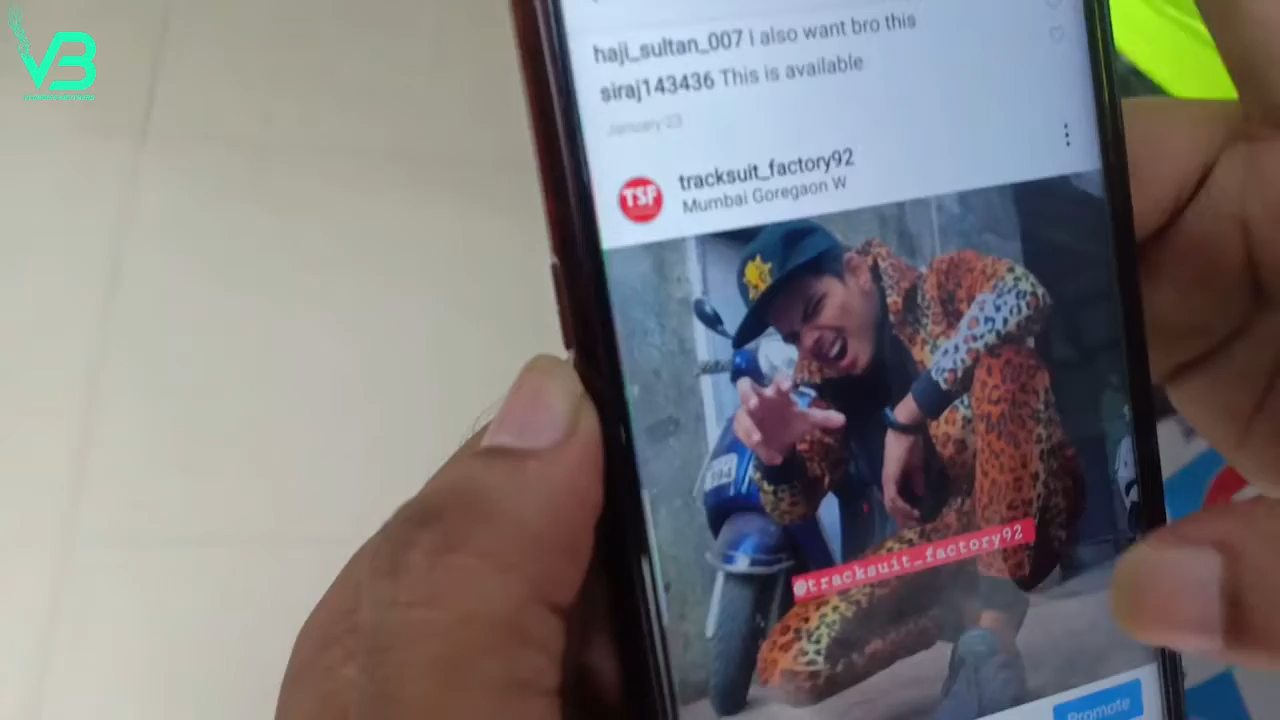 VB
haji_sultan_007 I also want bro this
siraj143436 This is available
January 23
TSF
tracksuit_factory92
Mumbai Goregaon W
@tracksuit_factory92
Promote